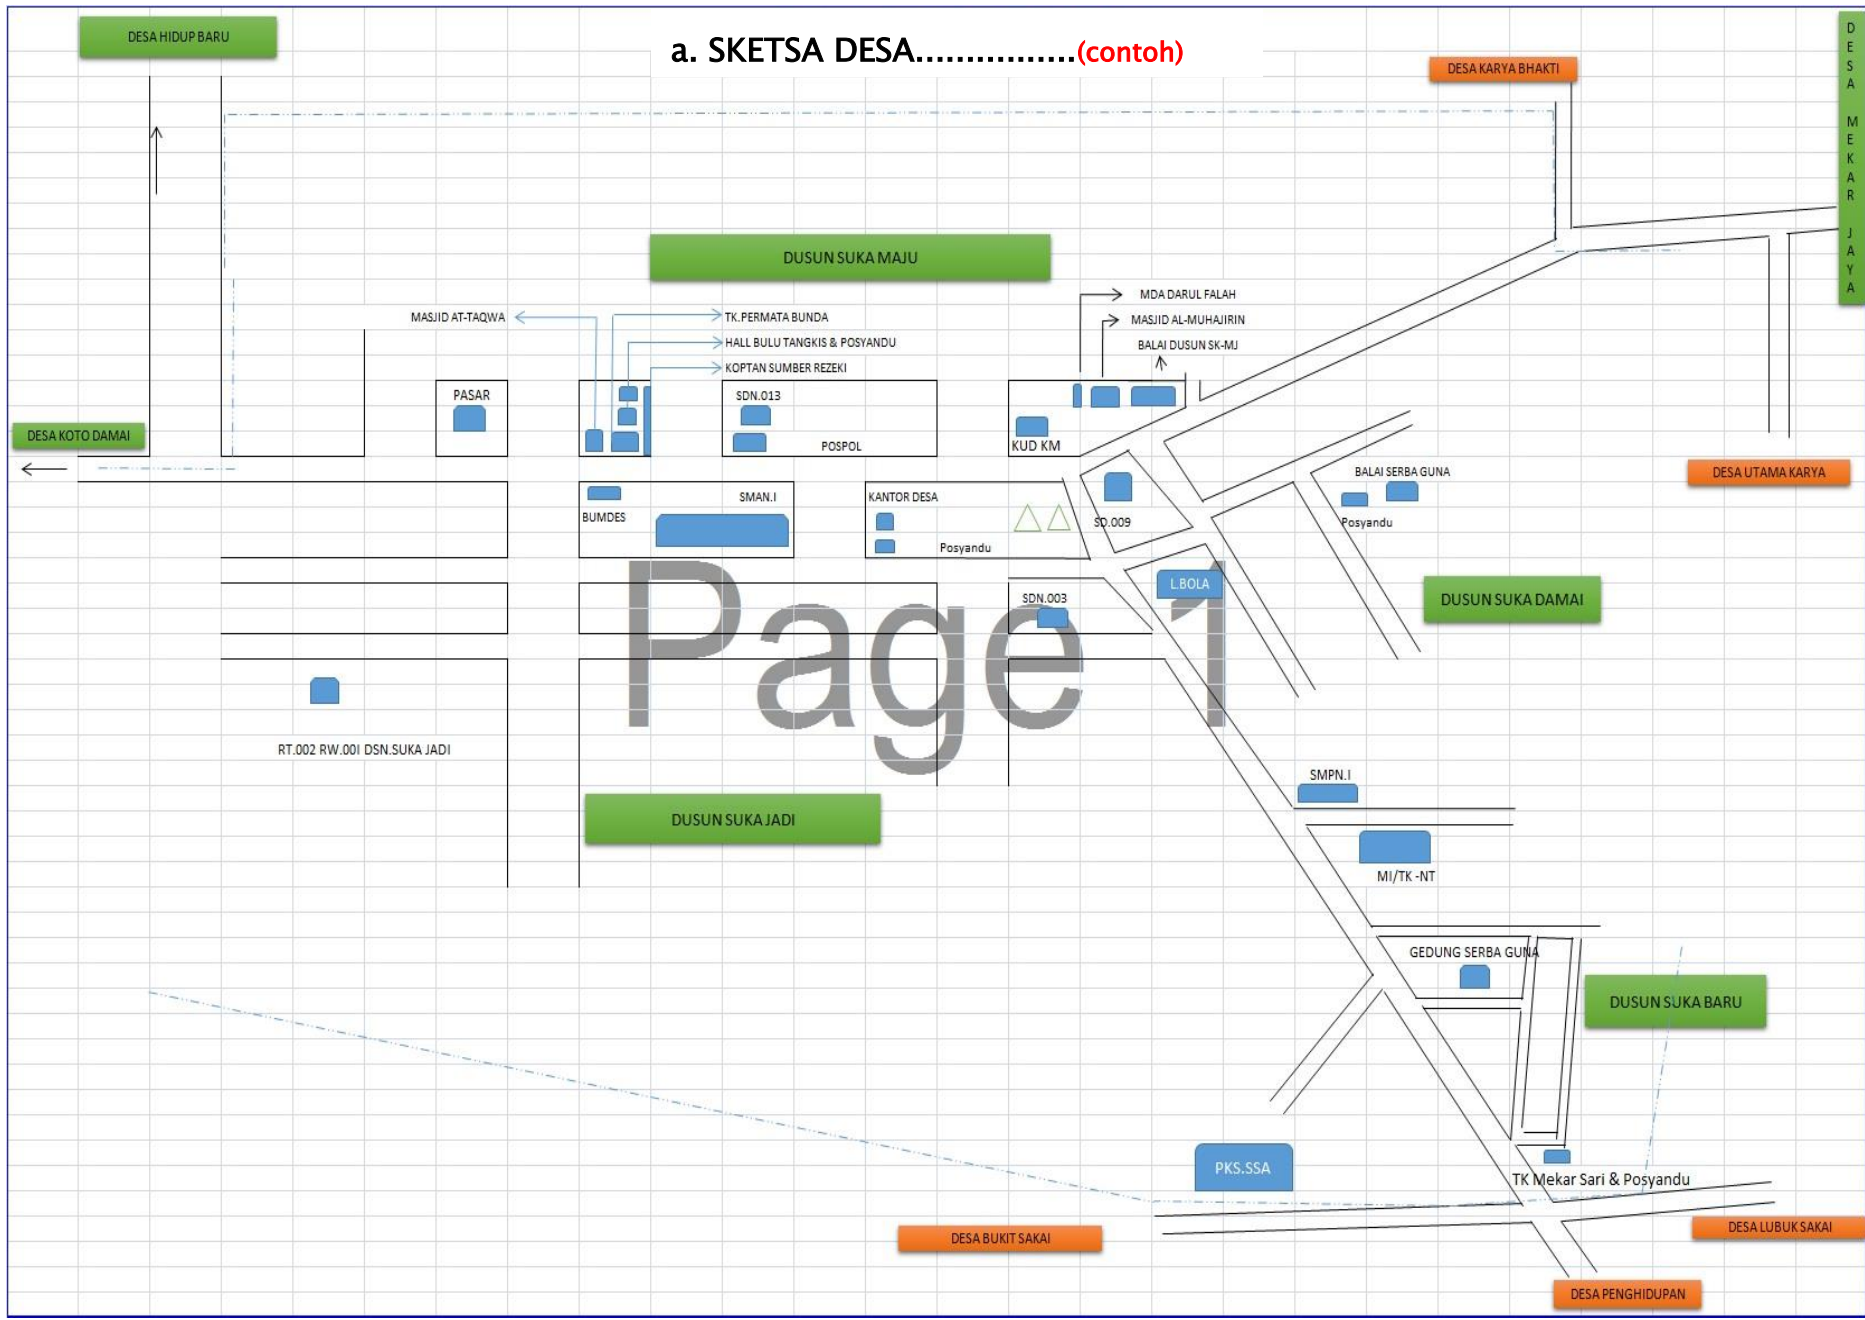 a. SKETSA DESA................(contoh)
DESA HIDUP BARU
DESA KARYA BHAKTI
DESA MEKAR JAYA
DUSUN SUKA MAJU
MDA DARUL FALAH
MASJID AT-TAQWA
TK.PERMATA BUNDA
MASJID AL-MUHAJIRIN
HALL BULU TANGKIS & POSYANDU
BALAI DUSUN SK-MJ
KOPTAN SUMBER REZEKI
PASAR
SDN.013
DESA KOTO DAMAI
POSPOL
KUD KM
BALAI SERBA GUNA
DESA UTAMA KARYA
SMAN.I
KANTOR DESA
BUMDES
SD.009
Posyandu
Posyandu
L.BOLA
SDN.003
DUSUN SUKA DAMAI
Page 1
RT.002 RW.00I DSN.SUKA JADI
SMPN.I
DUSUN SUKA JADI
MI/TK -NT
GEDUNG SERBA GUNA
DUSUN SUKA BARU
PKS.SSA
TK Mekar Sari & Posyandu
DESA BUKIT SAKAI
DESA LUBUK SAKAI
DESA PENGHIDUPAN